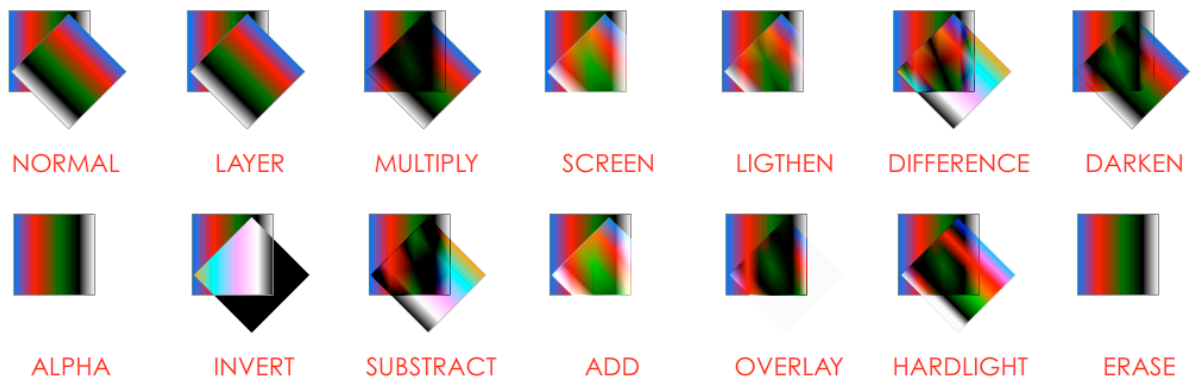 NORMAL LAYER MULTIPLY SCREEN LIGTHEN DIFFERENCE DARKEN
ALPHA INVERT SUBSTRACT ADD OVERLAY HARDLIGHT ERASE